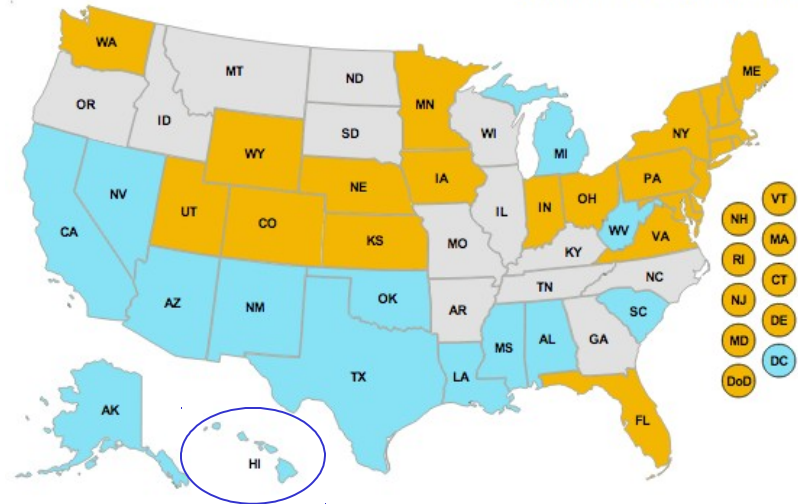 WA
MT
ND
MN
ME
OR
ID
SD
WI
NY
WY
MI
NE
IA
PA
NV
UT
CO
IL
IN
OH
CA
KS
MO
WV
VA
KY
NC
AZ
NM
OK
AR
TN
SC
MS
AL
GA
TX
LA
FL
AK
HI
VT
NH
MA
RI
CT
NJ
DE
MD
DC
DoD